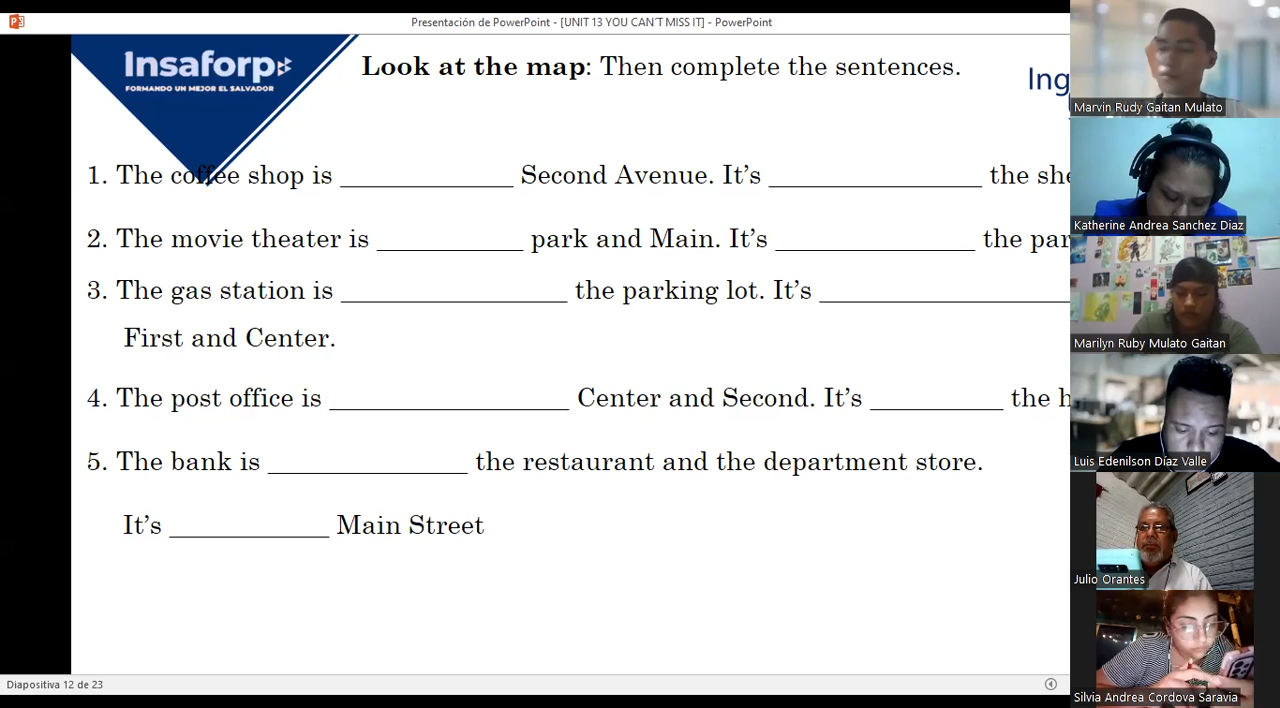 Presentación de PowerPoint - [UNIT 13 YOU CAN´T MISS IT] - PowerPoint
Insaforp
FORMANDO UN MEJOR EL SALVADOR
Look at the map: Then complete the sentences.
Ing
1. The coffee shop is _____________ Second Avenue. It's ________________ the she
2. The movie theater is ___________ park and Main. It's _______________ the par
3. The gas station is _________________ the parking lot. It's ___________________
First and Center.
4. The post office is __________________ Center and Second. It's __________ the h
5. The bank is _______________ the restaurant and the department store.
It's ____________ Main Street
Diapositiva 12 de 23
Marvin Rudy Gaitan Mulato
Katherine Andrea Sanchez Diaz
Marilyn Ruby Mulato Gaitan
Luis Edenilson Díaz Valle
Julio Orantes
Silvia Andrea Cordova Saravia